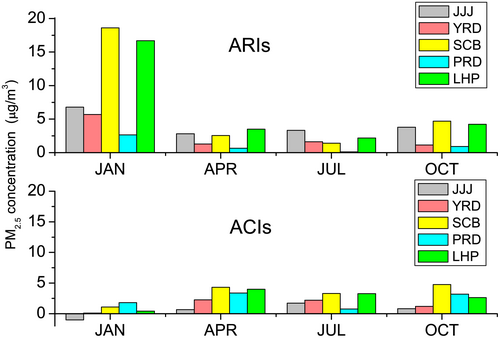 PM2.5 concentration (μg/m3)
ARIs
20
15
10
5
0
JAN APR JUL OCT
JJJ
YRD
SCB
PRD
LHP
ACIs
20
15
10
5
0
JAN APR JUL OCT
JJJ
YRD
SCB
PRD
LHP